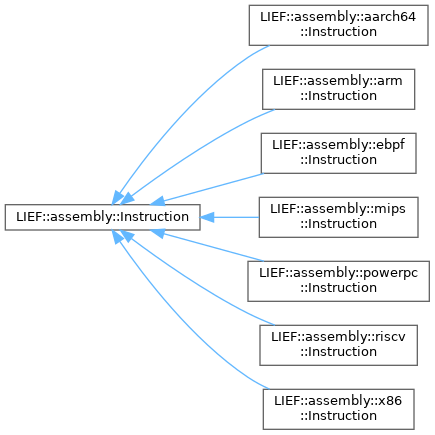 LIEF::assembly::aarch64
::Instruction
LIEF::assembly::arm
::Instruction
LIEF::assembly::ebpf
::Instruction
LIEF::assembly::Instruction
LIEF::assembly::mips
::Instruction
LIEF::assembly::powerpc
::Instruction
LIEF::assembly::riscv
::Instruction
LIEF::assembly::x86
::Instruction